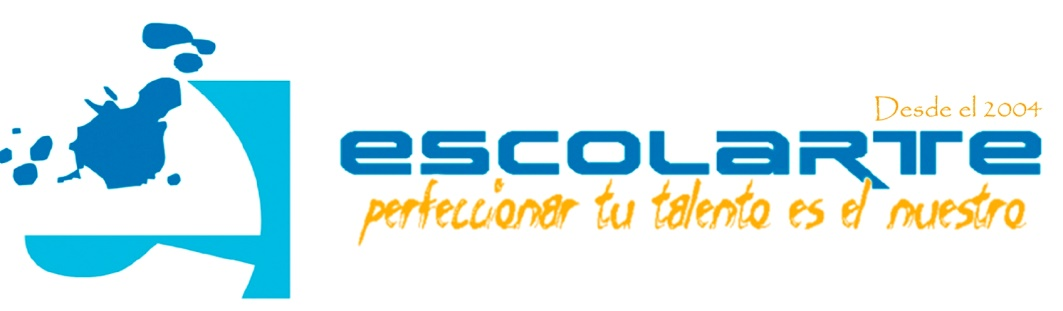 Desde el 2004
escolarte
perfeccionar tu talento es el nuestro